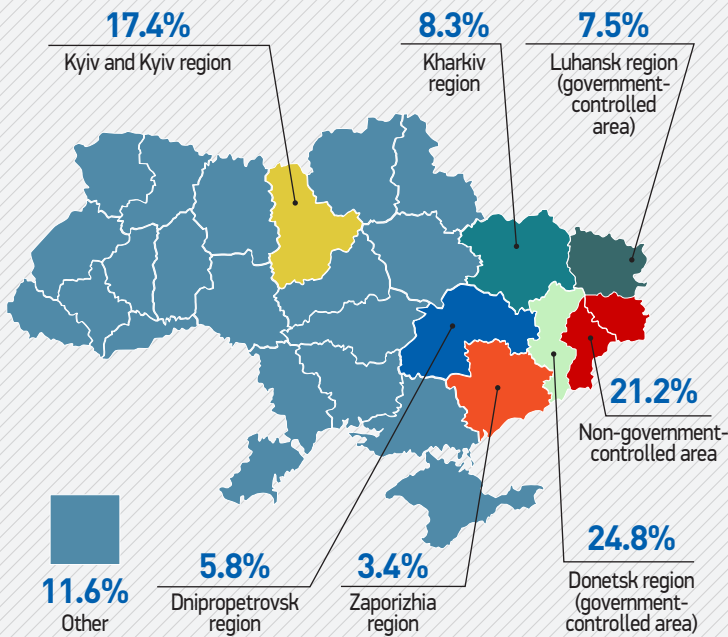 17.4%
Kyiv and Kyiv region
8.3%
Kharkiv
region
7.5%
Luhansk region
(government-
controlled
area)
21.2%
Non-government-
controlled area
24.8%
Donetsk region
(government-
controlled area)
3.4%
Zaporizhia
region
5.8%
Dnipropetrovsk
region
11.6%
Other